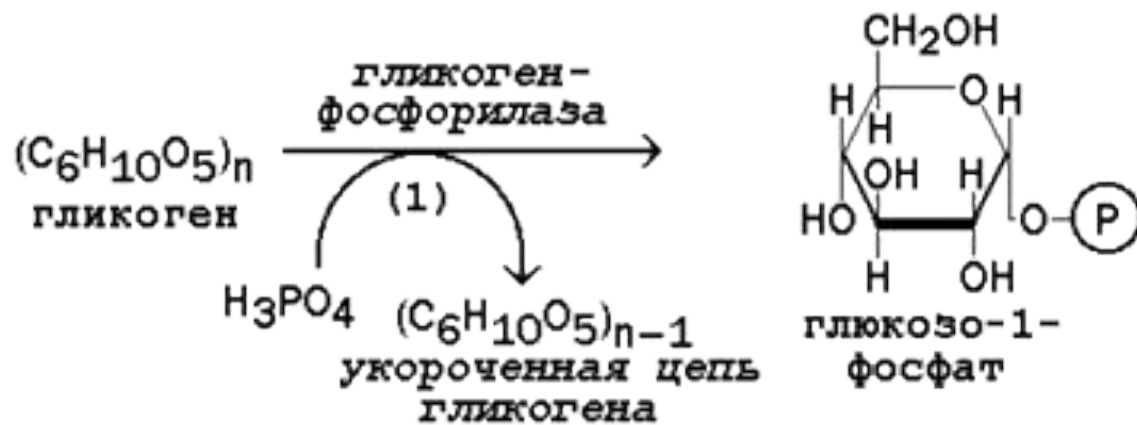 гликоген-
фосфорилаза
(C6H10O5)n
гликоген
(1)
H3PO4
(C6H10O5)n-1
укороченная цепь
гликогена
CH2OH
H
O
H
H
OH
H
HO
O
P
H
OH
глюкозо-1-
фосфат